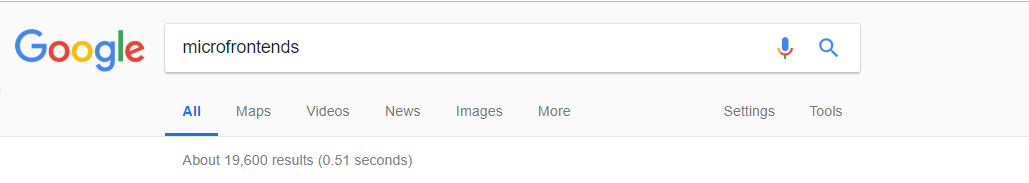 Google microfrontends
All Maps Videos News Images More Settings Tools
About 19,600 results (0.51 seconds)